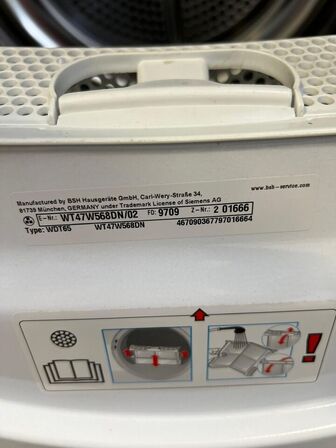 Manufactured by BSH Hausgeräte GmbH, Carl-Wery-Straße 34,
81739 München, GERMANY under Trademark License of Siemens AG
www.bsh-service.com
E-Nr.: WT47W568DN/02 FD: 9709 Z-Nr.: 2 01666
Type: WDT65 WT47W568DN 467090367797016664